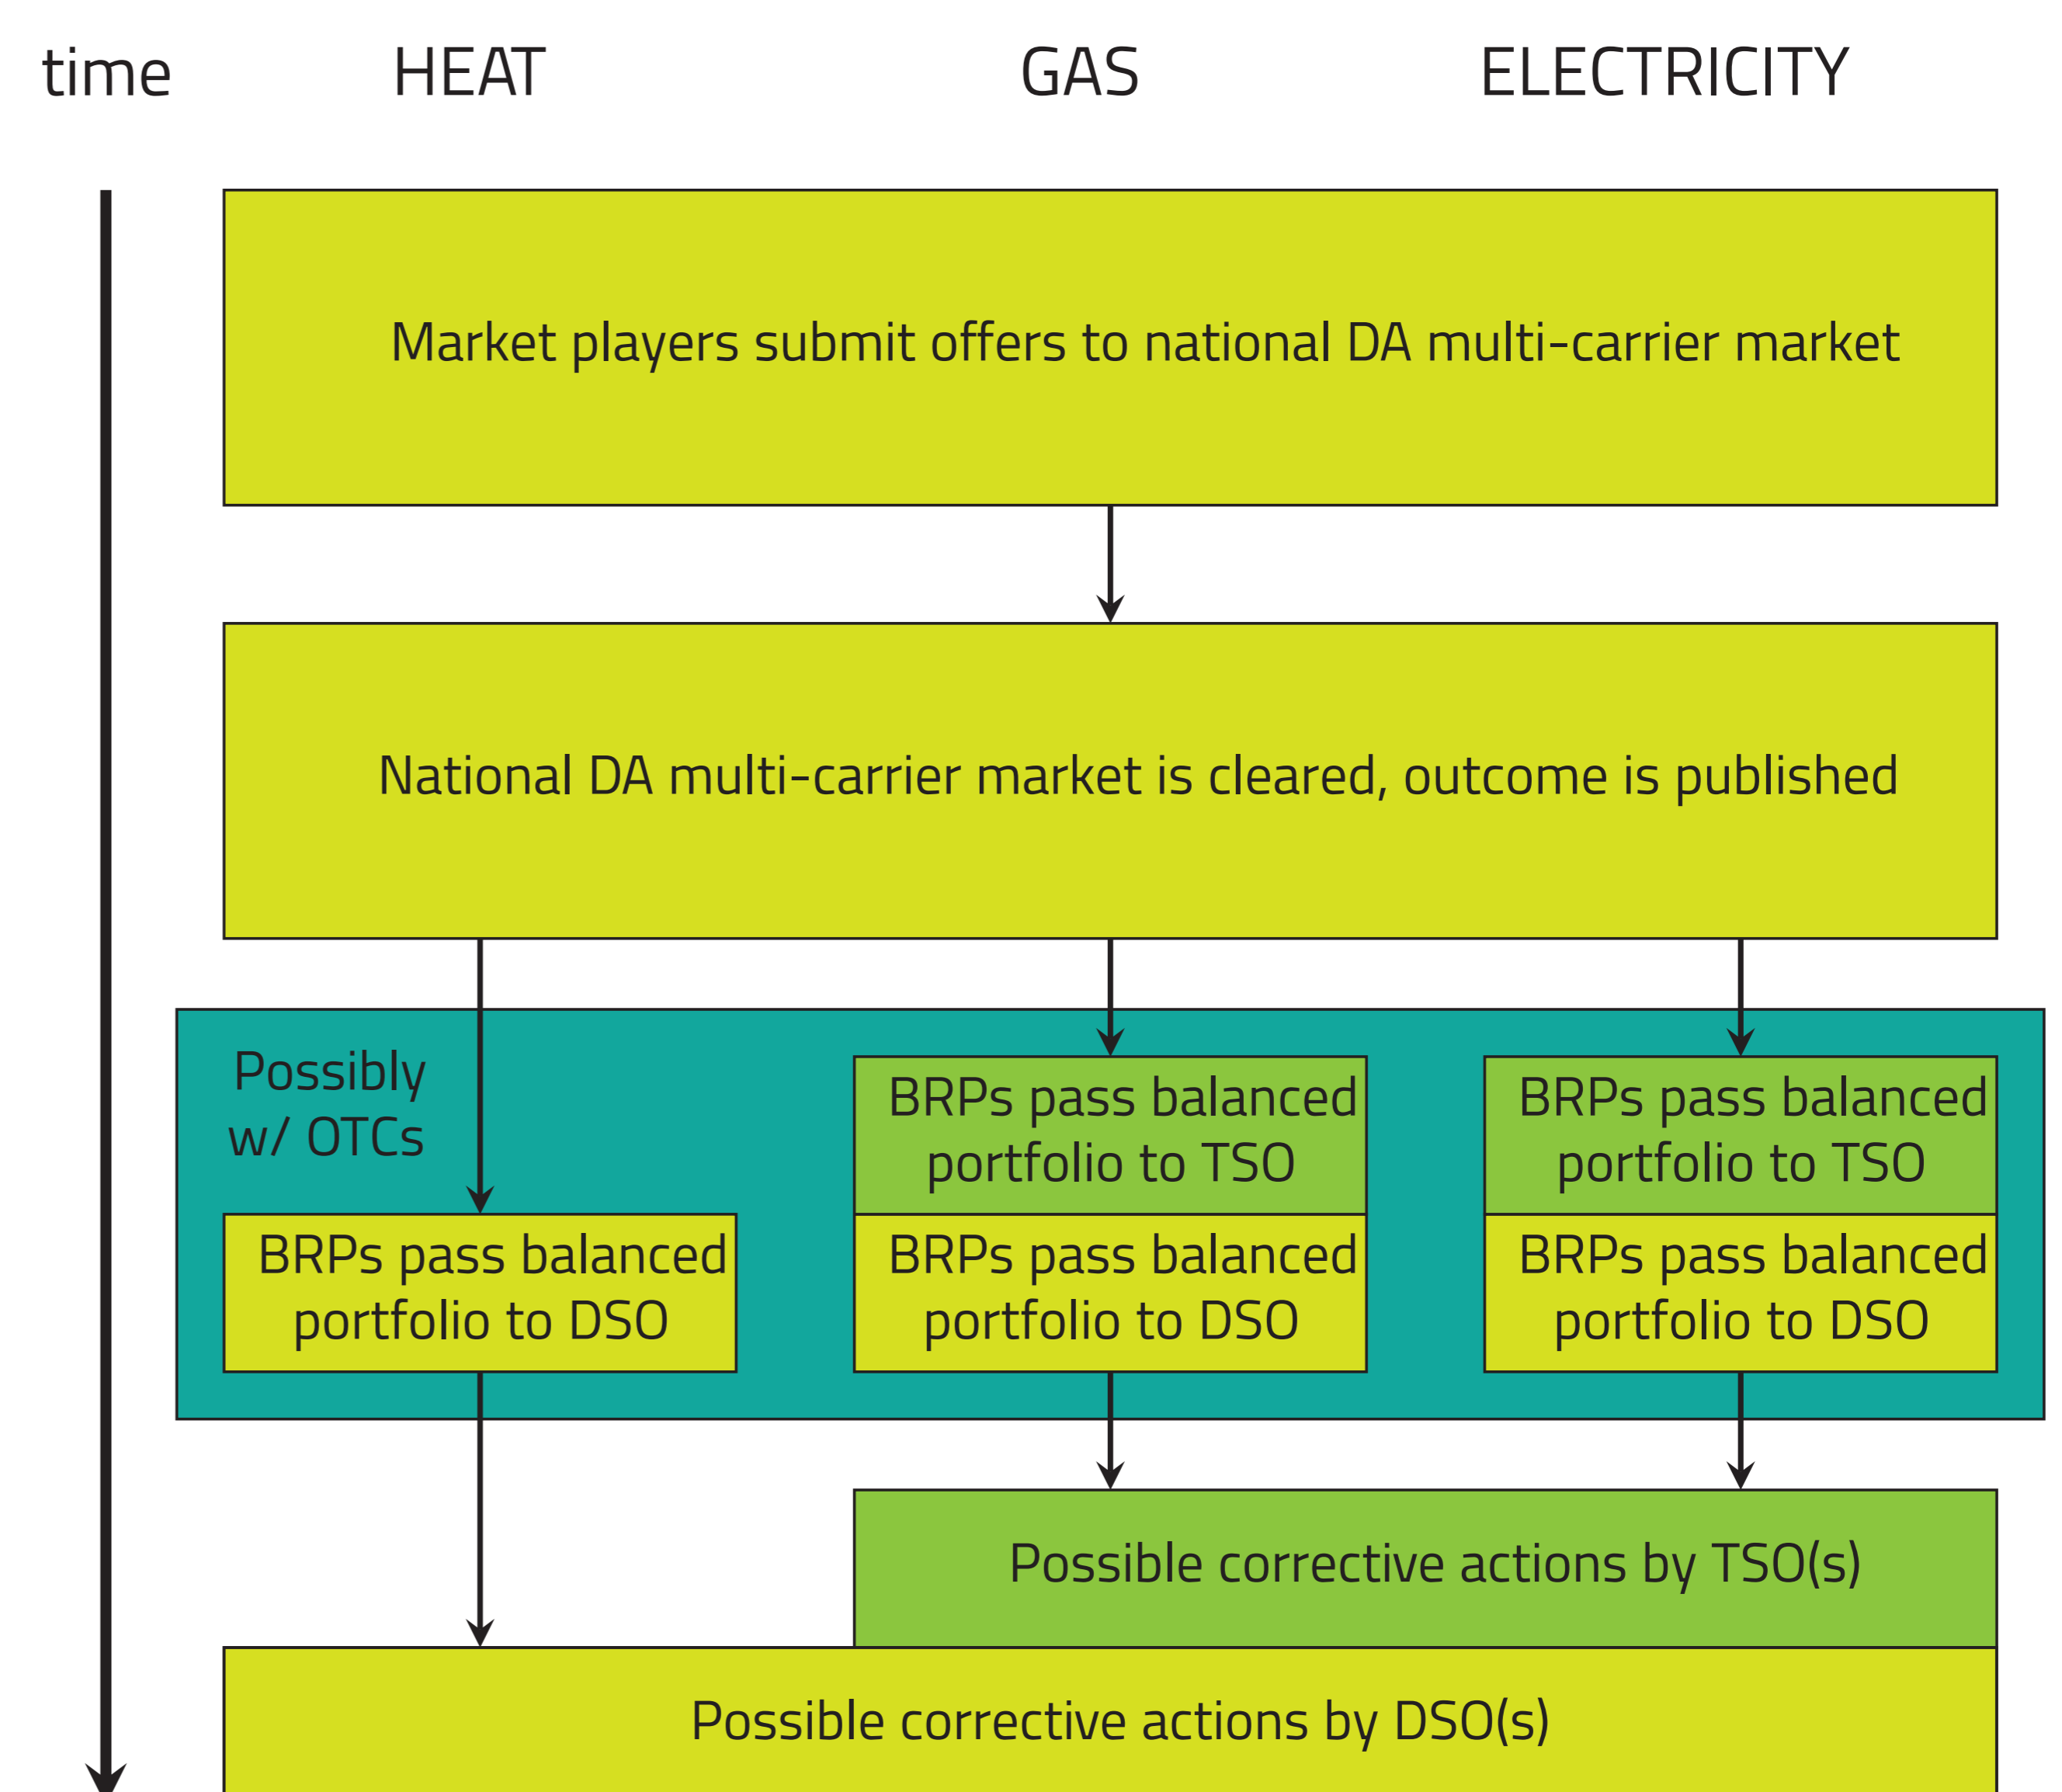 time HEAT GAS ELECTRICITY
Market players submit offers to national DA multi-carrier market
National DA multi-carrier market is cleared, outcome is published
Possibly
w/ OTCs
BRPs pass balanced
portfolio to TSO
BRPs pass balanced
portfolio to TSO
BRPs pass balanced
portfolio to DSO
BRPs pass balanced
portfolio to DSO
BRPs pass balanced
portfolio to DSO
Possible corrective actions by TSO(s)
Possible corrective actions by DSO(s)